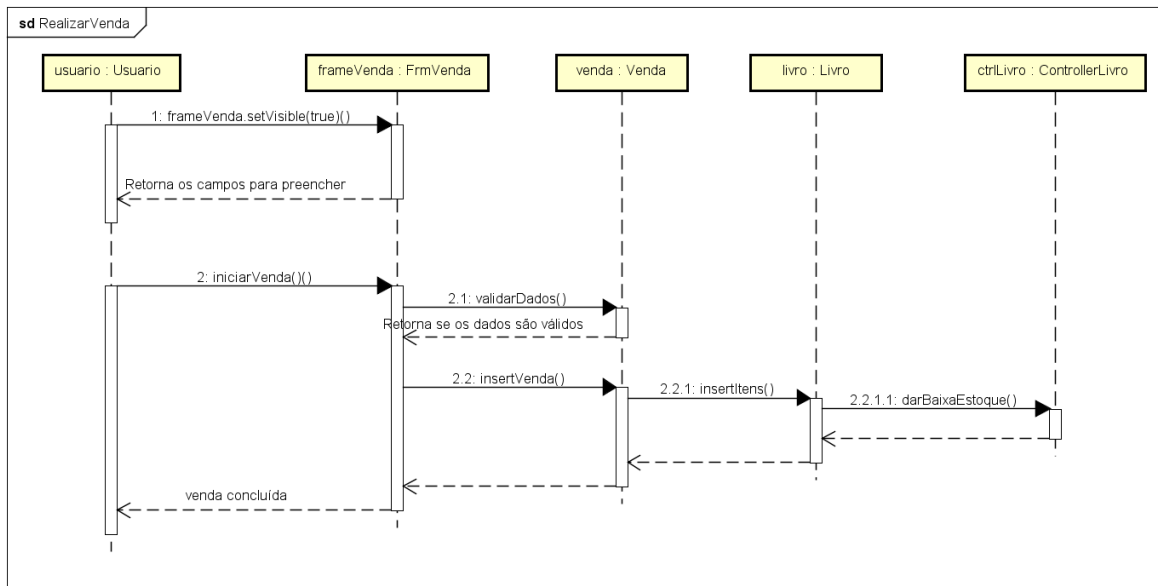 sd RealizarVenda
usuario : Usuario
frameVenda : FrmVenda
venda : Venda
livro : Livro
ctrlLivro : ControllerLivro
1: frameVenda.setVisible(true)()
Retorna os campos para preencher
2: iniciarVenda()()
2.1: validarDados()
Retorna se os dados são válidos
2.2: insertVenda()
2.2.1: insertItens()
2.2.1.1: darBaixaEstoque()
venda concluída